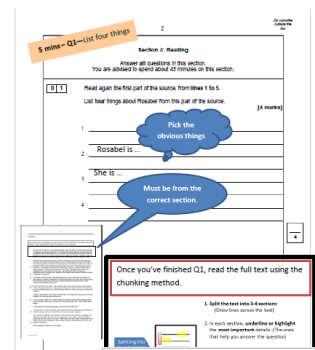 2
Do not write
outside the
box
5 mins– Q1–List four things
Section A: Reading
Answer all questions in this section.
You are advised to spend about 45 minutes on this section.
0 1 Read again the first part of the source, from lines 1 to 5.
List four things about Rosabel from this part of the source.
[4 marks]
Pick the
obvious things
1
2 Rosabel is ...
3 She is ...
4
Must be from the
correct section.
4
Once you've finished Q1, read the full text using the
chunking method.
1. Split the text into 3-4 sections
(Draw lines across the text)
2. In each section, underline or highlight
the most important details. (The ones
that help you answer the question)
Splitting into